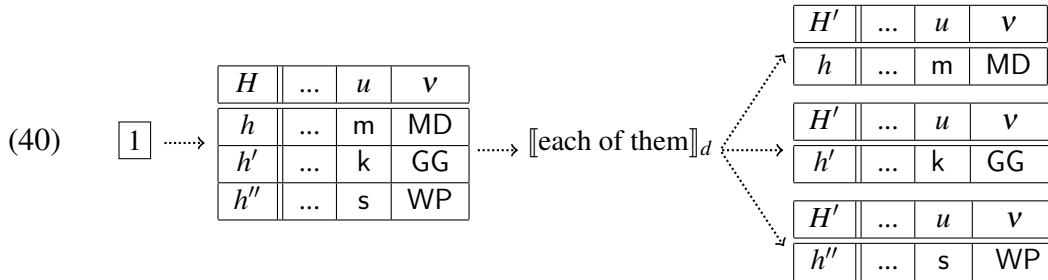 H′ ... u ν
h ... m MD
(40) 1 H ... u ν
h ... m MD
h′ ... k GG
h″ ... s WP
⟦each of them⟧d
H′ ... u ν
h′ ... k GG
H′ ... u ν
h″ ... s WP